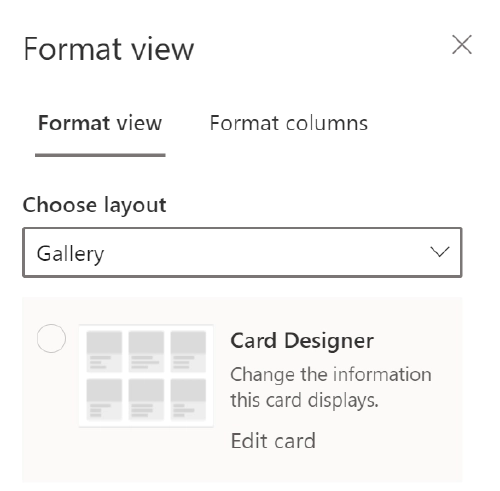 Format view
Format view Format columns
Choose layout
Gallery
Card Designer
Change the information
this card displays.
Edit card